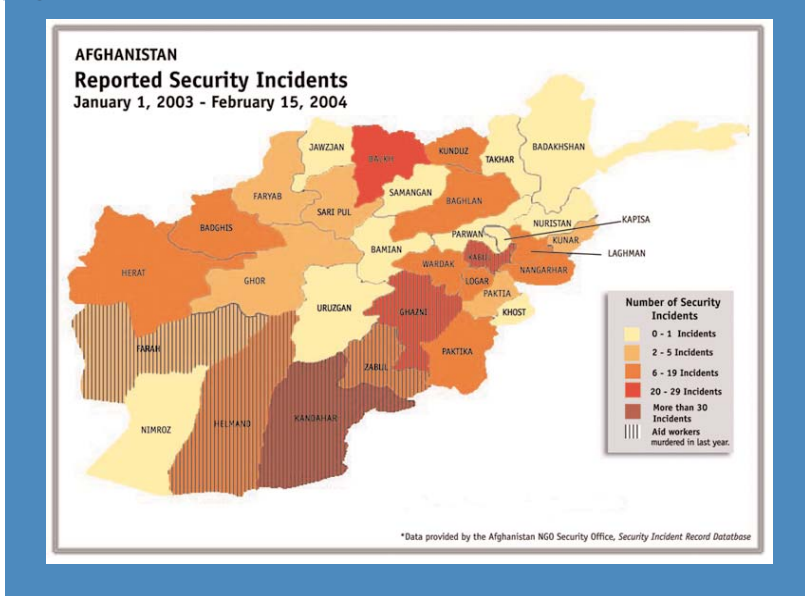 AFGHANISTAN
Reported Security Incidents
January 1, 2003 - February 15, 2004
JAWZJAN
BALKH
KUNDUZ
TAKHAR
BADAKHSHAN
FARYAB
SARI PUL
SAMANGAN
BAGHLAN
BADGHIS
NURISTAN
KAPISA
PARWAN
KUNAR
BAMIAN
KABUL
LAGHMAN
HERAT
GHOR
WARDAK
NANGARHAR
LOGAR
PAKTIA
URUZGAN
GHAZNI
KHOST
FARAH
ZABUL
PAKTIKA
NIMROZ
HELMAND
KANDAHAR
Number of Security
Incidents
0 - 1 Incidents
2 - 5 Incidents
6 - 19 Incidents
20 - 29 Incidents
More than 30
Incidents
Aid workers
murdered in last year.
*Data provided by the Afghanistan NGO Security Office, Security Incident Record Datatbase